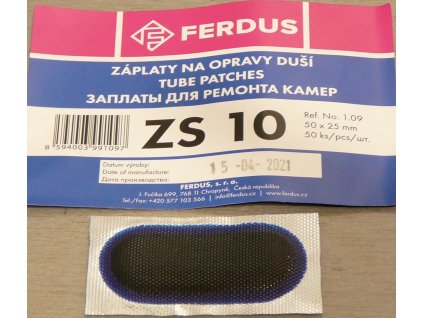 FERDUS
ZÁPLATY NA OPRAVY DUŠÍ
TUBE PATCHES
ЗАПЛАТЫ ДЛЯ РЕМОНТА КАМЕР
ZS 10
Ref. No. 1.09
50 x 25 mm
50 ks/pcs/шт.
8 594003 991097
Datum výroby:
Date of manufacture:
Дата производства:
15 -04- 2021
FERDUS, s. r. o.
J. Fučíka 699, 768 11 Chropyně, Česká republika
Tel./Fax: +420 577 103 566
info@ferdus.cz
www.ferdus.cz